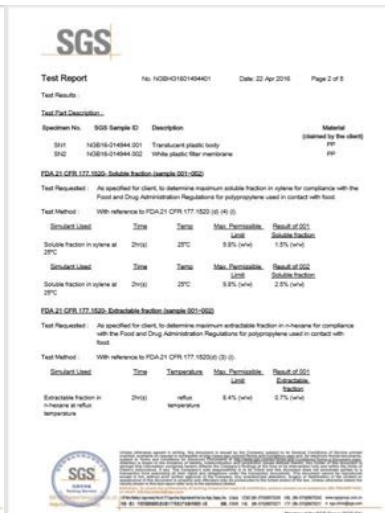 SGS
Test Report No. NGBHG1601494401 Date: 22 Apr 2016 Page 2 of 5
Test Results :
Test Part Description :
Specimen No. SGS Sample ID Description Material
(claimed by the client)
SN1 NGB16-014944.001 Translucent plastic body PP
SN2 NGB16-014944.002 White plastic filter membrane PP
FDA 21 CFR 177.1520- Soluble fraction (sample 001~002)
Test Requested : As specified for client, to determine maximum soluble fraction in xylene for compliance with the
Food and Drug Administration Regulations for polypropylene used in contact with food.
Test Method : With reference to FDA 21 CFR 177.1520 (d) (4) (i).
Simulant Used Time Temp Max. Permissible Result of 001
Limit Soluble fraction
Soluble fraction in xylene at 2hr(s) 25°C 9.8% (w/w) 1.5% (w/w)
25°C
Simulant Used Time Temp Max. Permissible Result of 002
Limit Soluble fraction
Soluble fraction in xylene at 2hr(s) 25°C 9.8% (w/w) 2.5% (w/w)
25°C
FDA 21 CFR 177.1520- Extractable fraction (sample 001~002)
Test Requested : As specified for client, to determine maximum extractable fraction in n-hexane for compliance
with the Food and Drug Administration Regulations for polypropylene used in contact with
food.
Test Method : With reference to FDA 21 CFR 177.1520(d) (3) (i).
Simulant Used Time Temperature Max. Permissible Result of 001
Limit Extractable
fraction
Extractable fraction in 2hr(s) reflux 6.4% (w/w) 0.7% (w/w)
n-hexane at reflux temperature
temperature
SGS